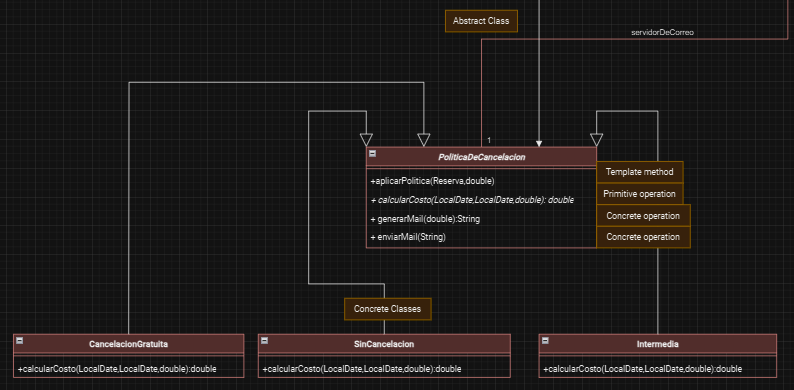 Abstract Class
servidorDeCorreo
1
PoliticaDeCancelacion
+aplicarPolitica(Reserva,double)
Template method
+ calcularCosto(LocalDate,LocalDate,double): double
Primitive operation
+ generarMail(double):String
Concrete operation
+ enviarMail(String)
Concrete operation
Concrete Classes
CancelacionGratuita
+calcularCosto(LocalDate,LocalDate,double):double
SinCancelacion
+calcularCosto(LocalDate,LocalDate,double):double
Intermedia
+calcularCosto(LocalDate,LocalDate,double):double